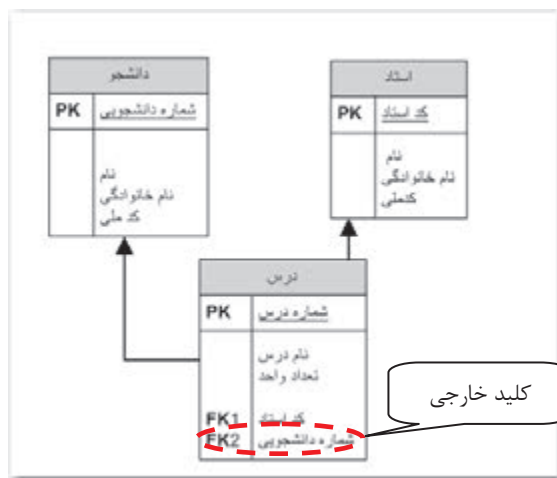 دانشجو
PK شماره دانشجویی
نام
نام خانوادگی
کد ملی
استاد
PK کد استاد
نام
نام خانوادگی
کدملی
درس
PK شماره درس
نام درس
تعداد واحد
FK1 کد استاد
FK2 شماره دانشجویی
کلید خارجی